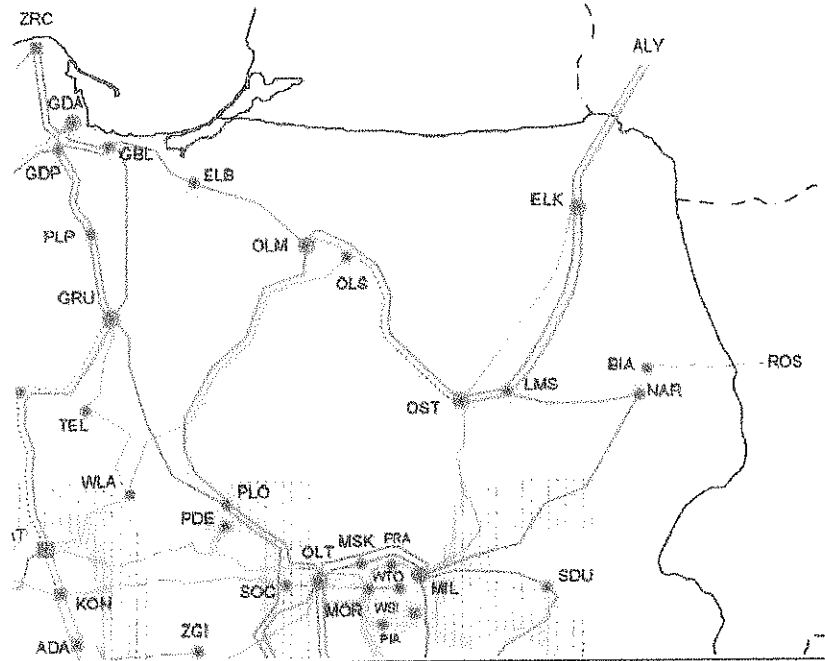 ZRC
ALY
GDA
GBL
GDP
ELB
ELK
PLP
OLM
OLS
GRU
BIA
ROS
LMS
NAR
OST
TEL
WLA
PLO
PDE
MSK
PRA
OLT
AT
SOC
WTO
MIL
SDU
KON
MOR
WSI
ZGI
PIA
ADA